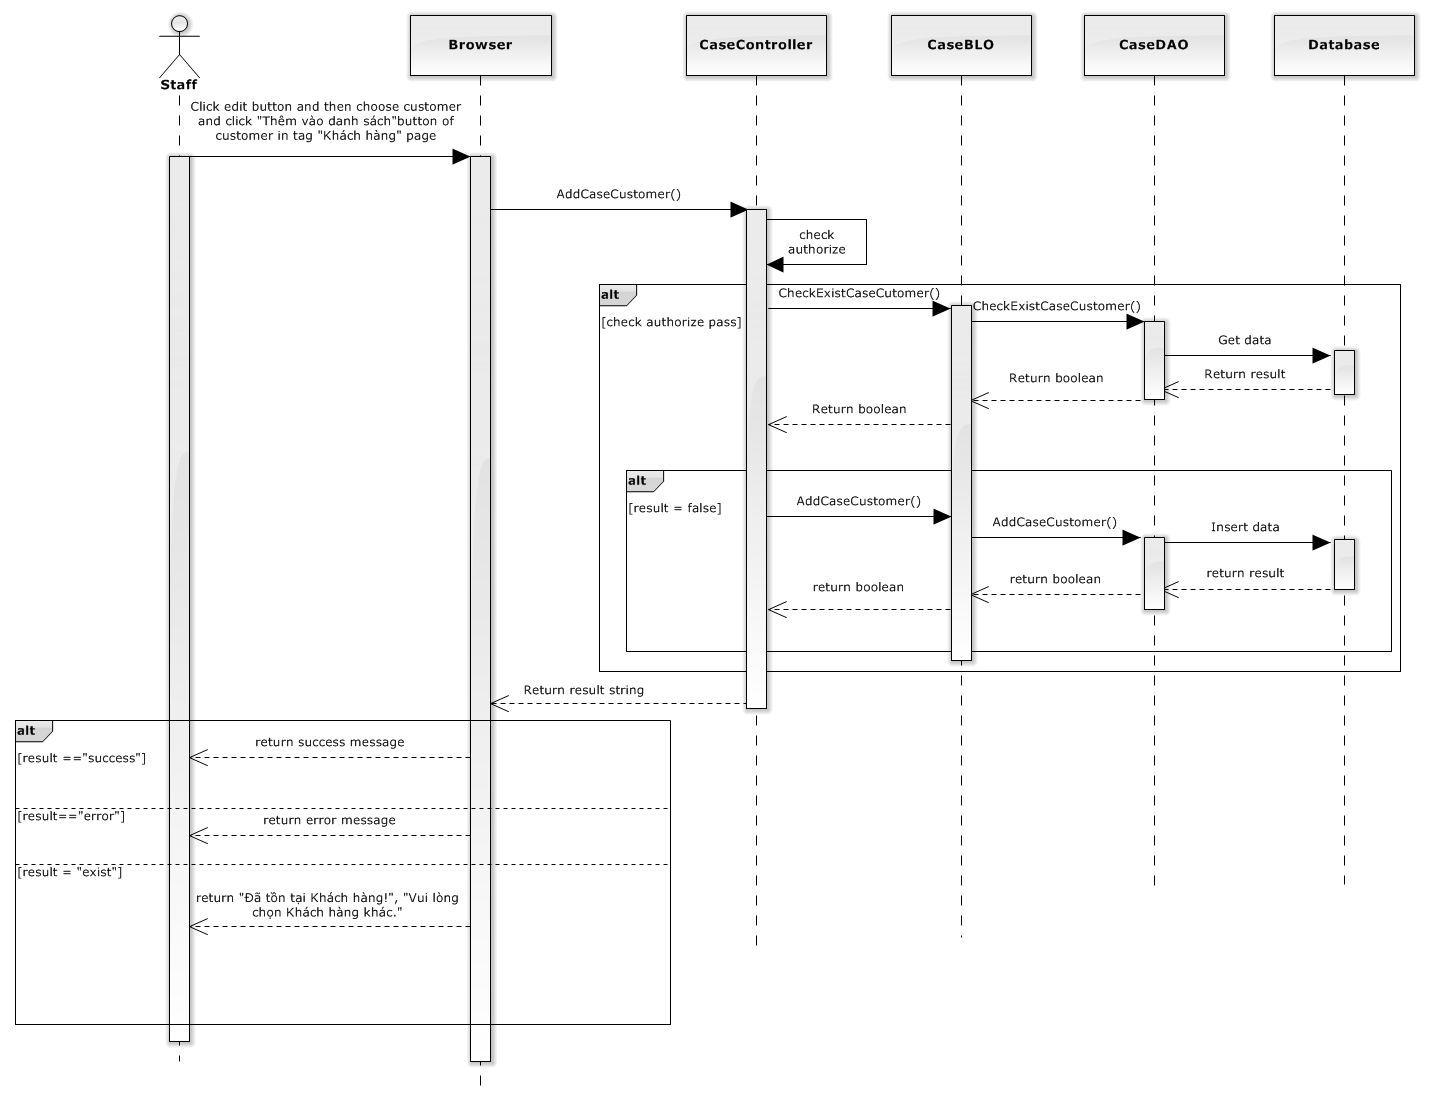 Staff
Browser
CaseController
CaseBLO
CaseDAO
Database
Click edit button and then choose customer
and click "Thêm vào danh sách"button of
customer in tag "Khách hàng" page
AddCaseCustomer()
check
authorize
alt
[check authorize pass]
CheckExistCaseCutomer()
CheckExistCaseCustomer()
Get data
Return result
Return boolean
Return boolean
alt
[result = false]
AddCaseCustomer()
AddCaseCustomer()
Insert data
return result
return boolean
return boolean
Return result string
alt
[result =="success"]
return success message
[result=="error"]
return error message
[result = "exist"]
return "Đã tồn tại Khách hàng!", "Vui lòng
chọn Khách hàng khác."